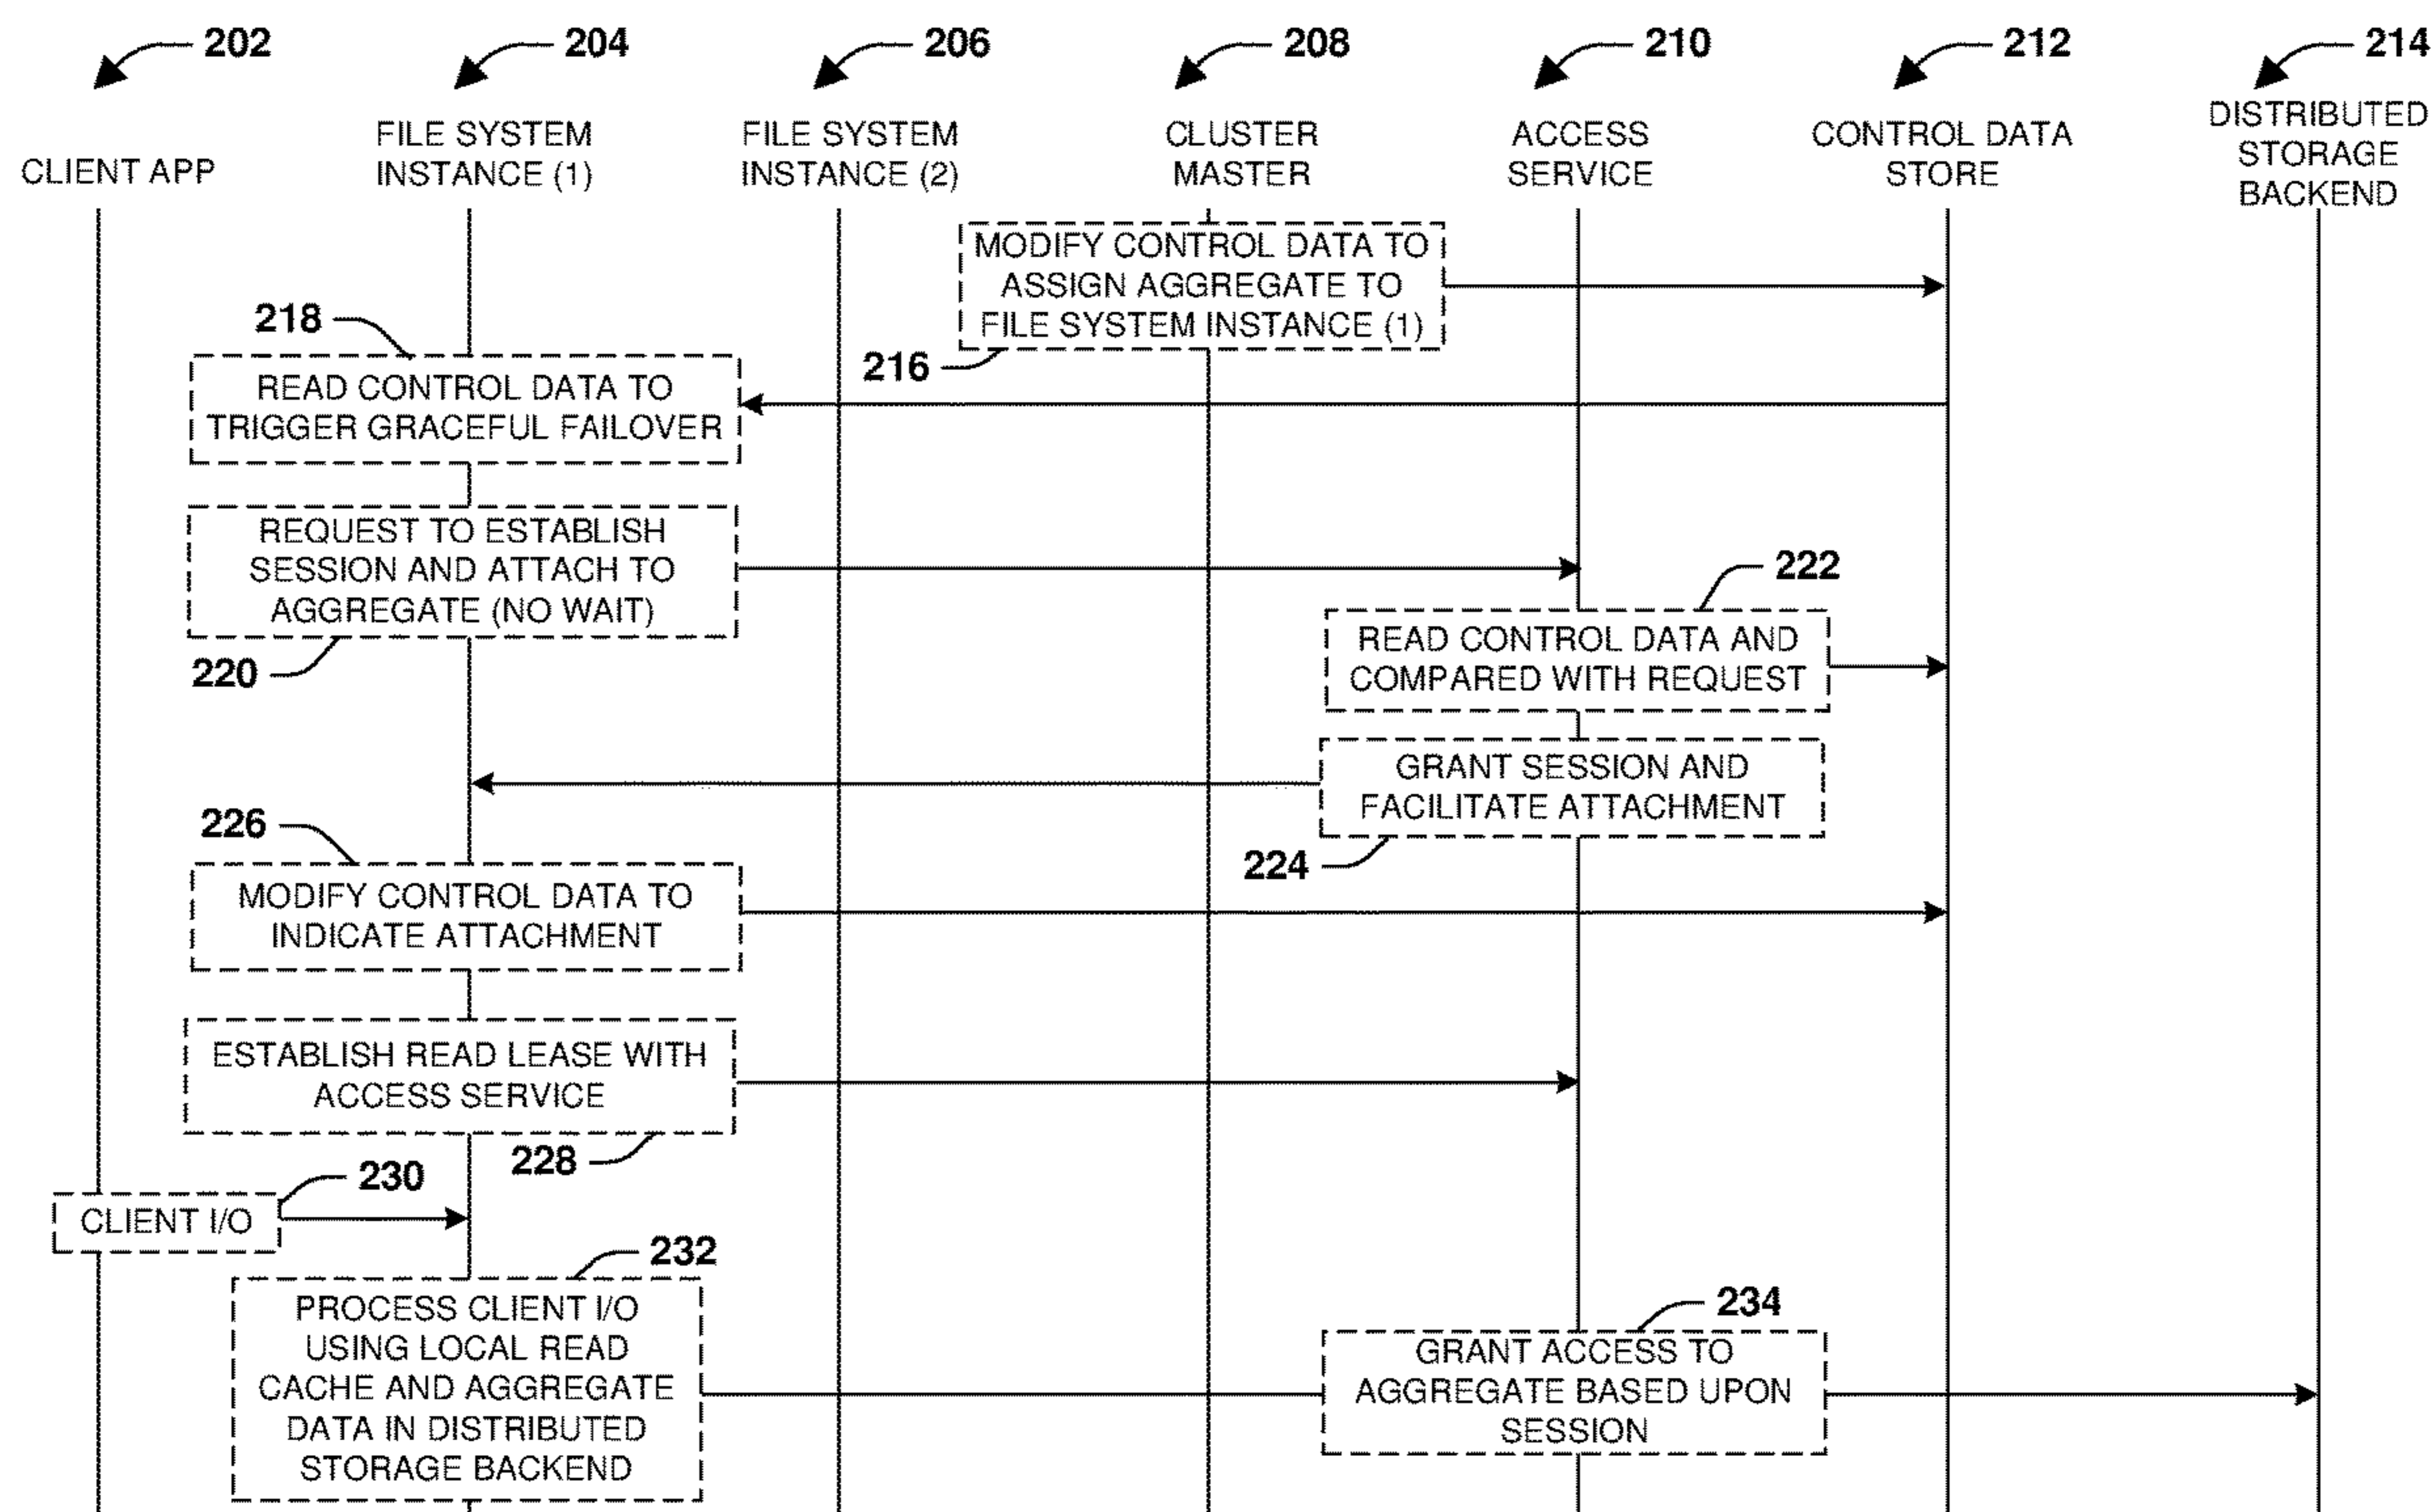 202
204
206
208
210
212
214
CLIENT APP
FILE SYSTEM
INSTANCE (1)
FILE SYSTEM
INSTANCE (2)
CLUSTER
MASTER
ACCESS
SERVICE
CONTROL DATA
STORE
DISTRIBUTED
STORAGE
BACKEND
MODIFY CONTROL DATA TO
ASSIGN AGGREGATE TO
FILE SYSTEM INSTANCE (1)
216
218
READ CONTROL DATA TO
TRIGGER GRACEFUL FAILOVER
REQUEST TO ESTABLISH
SESSION AND ATTACH TO
AGGREGATE (NO WAIT)
220
222
READ CONTROL DATA AND
COMPARED WITH REQUEST
GRANT SESSION AND
FACILITATE ATTACHMENT
224
226
MODIFY CONTROL DATA TO
INDICATE ATTACHMENT
ESTABLISH READ LEASE WITH
ACCESS SERVICE
228
230
CLIENT I/O
232
PROCESS CLIENT I/O
USING LOCAL READ
CACHE AND AGGREGATE
DATA IN DISTRIBUTED
STORAGE BACKEND
234
GRANT ACCESS TO
AGGREGATE BASED UPON
SESSION